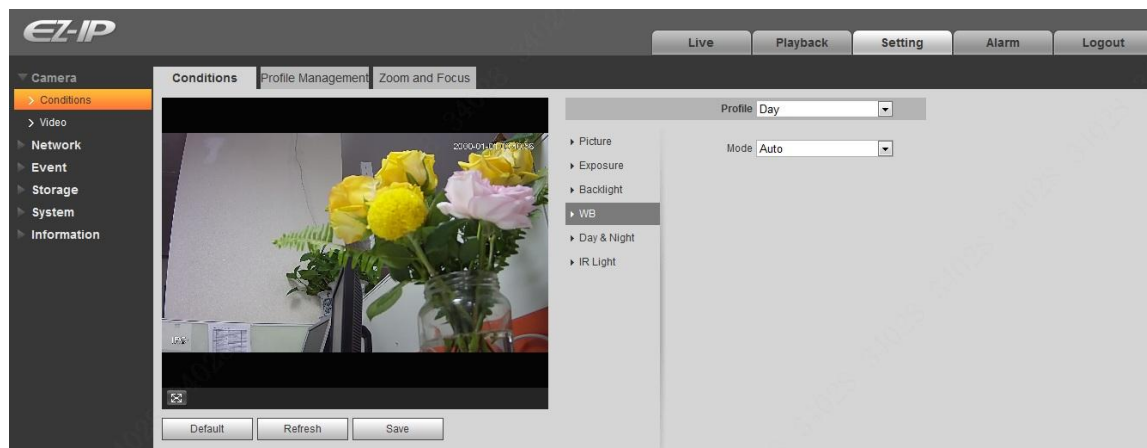 EZ-IP
Live Playback Setting Alarm Logout
Camera
Conditions
Video
Network
Event
Storage
System
Information
Conditions Profile Management Zoom and Focus
IPC
Default Refresh Save
Profile Day
Picture
Exposure
Backlight
WB
Day & Night
IR Light
Mode Auto